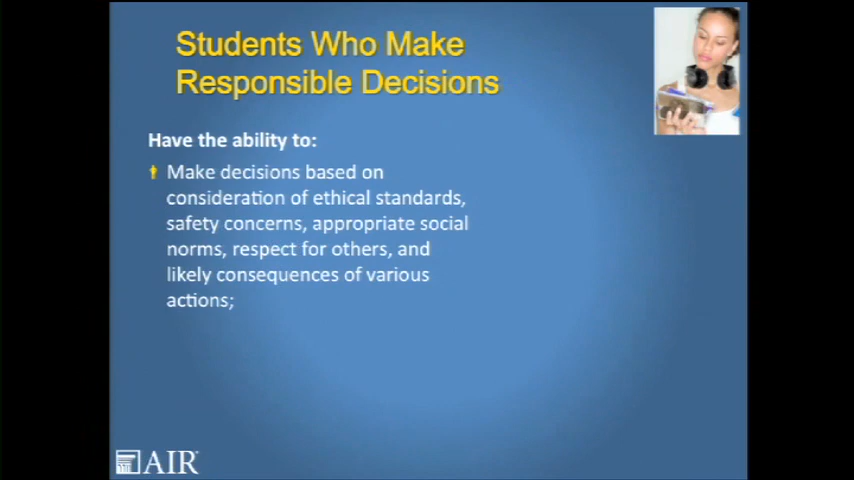 Students Who Make
Responsible Decisions
Have the ability to:
Make decisions based on
consideration of ethical standards,
safety concerns, appropriate social
norms, respect for others, and
likely consequences of various
actions;
AIR